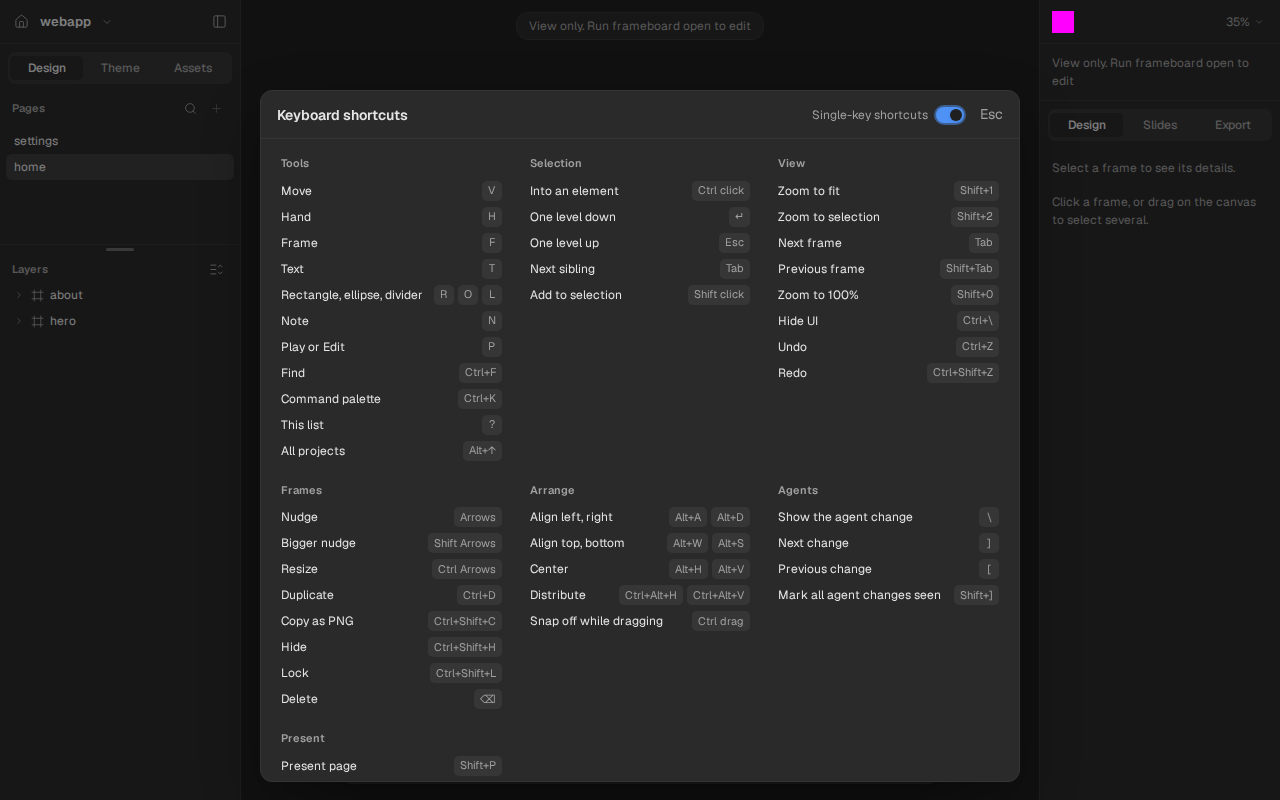 webapp
View only. Run frameboard open to edit
35%
Design Theme Assets
View only. Run frameboard open to edit
Pages
settings
home
Design Slides Export
Select a frame to see its details.
Click a frame, or drag on the canvas
to select several.
Layers
about
hero
Keyboard shortcuts
Single-key shortcuts
Esc
Tools
Move V
Hand H
Frame F
Text T
Rectangle, ellipse, divider R O L
Note N
Play or Edit P
Find Ctrl+F
Command palette Ctrl+K
This list ?
All projects Alt+↑
Selection
Into an element Ctrl click
One level down ↵
One level up Esc
Next sibling Tab
Add to selection Shift click
View
Zoom to fit Shift+1
Zoom to selection Shift+2
Next frame Tab
Previous frame Shift+Tab
Zoom to 100% Shift+0
Hide UI Ctrl+\
Undo Ctrl+Z
Redo Ctrl+Shift+Z
Frames
Nudge Arrows
Bigger nudge Shift Arrows
Resize Ctrl Arrows
Duplicate Ctrl+D
Copy as PNG Ctrl+Shift+C
Hide Ctrl+Shift+H
Lock Ctrl+Shift+L
Delete ⌫
Arrange
Align left, right Alt+A Alt+D
Align top, bottom Alt+W Alt+S
Center Alt+H Alt+V
Distribute Ctrl+Alt+H Ctrl+Alt+V
Snap off while dragging Ctrl drag
Agents
Show the agent change \
Next change ]
Previous change [
Mark all agent changes seen Shift+]
Present
Present page Shift+P